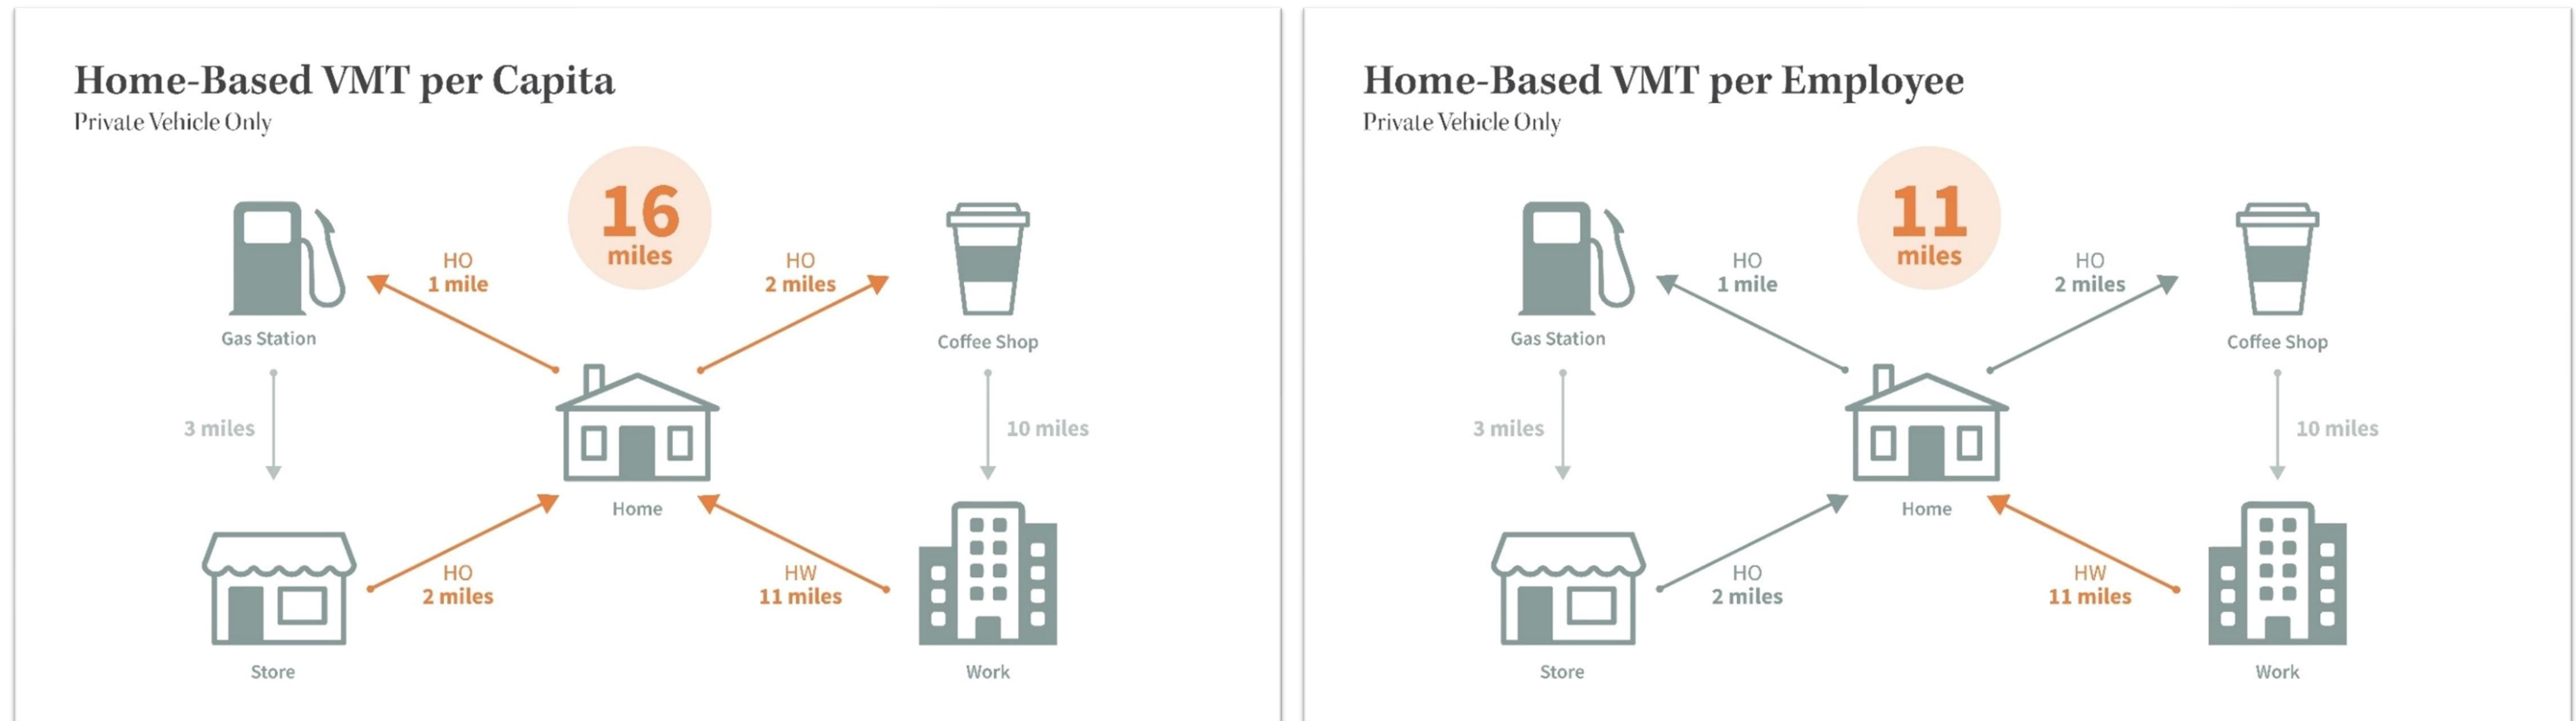 Home-Based VMT per Capita
Private Vehicle Only
16
miles
HO
1 mile
HO
2 miles
Gas Station
Coffee Shop
3 miles
10 miles
Home
HO
2 miles
HW
11 miles
Store
Work
Home-Based VMT per Employee
Private Vehicle Only
11
miles
HO
1 mile
HO
2 miles
Gas Station
Coffee Shop
3 miles
10 miles
Home
HO
2 miles
HW
11 miles
Store
Work